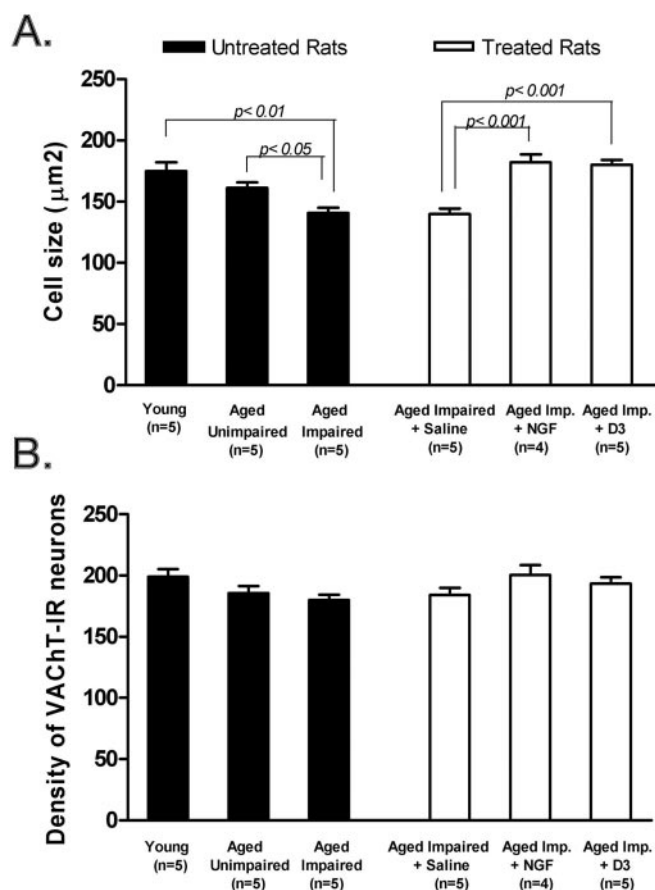 A.
Untreated Rats
Treated Rats
250
200
150
100
50
0
Cell size (μm2)
p< 0.01
p< 0.05
p< 0.001
p< 0.001
Young
(n=5)
Aged
Unimpaired
(n=5)
Aged
Impaired
(n=5)
Aged Impaired
+ Saline
(n=5)
Aged Imp.
+ NGF
(n=4)
Aged Imp.
+ D3
(n=5)
B.
250
200
150
100
50
0
Density of VAChT-IR neurons
Young
(n=5)
Aged
Unimpaired
(n=5)
Aged
Impaired
(n=5)
Aged Impaired
+ Saline
(n=5)
Aged Imp.
+ NGF
(n=4)
Aged Imp.
+ D3
(n=5)